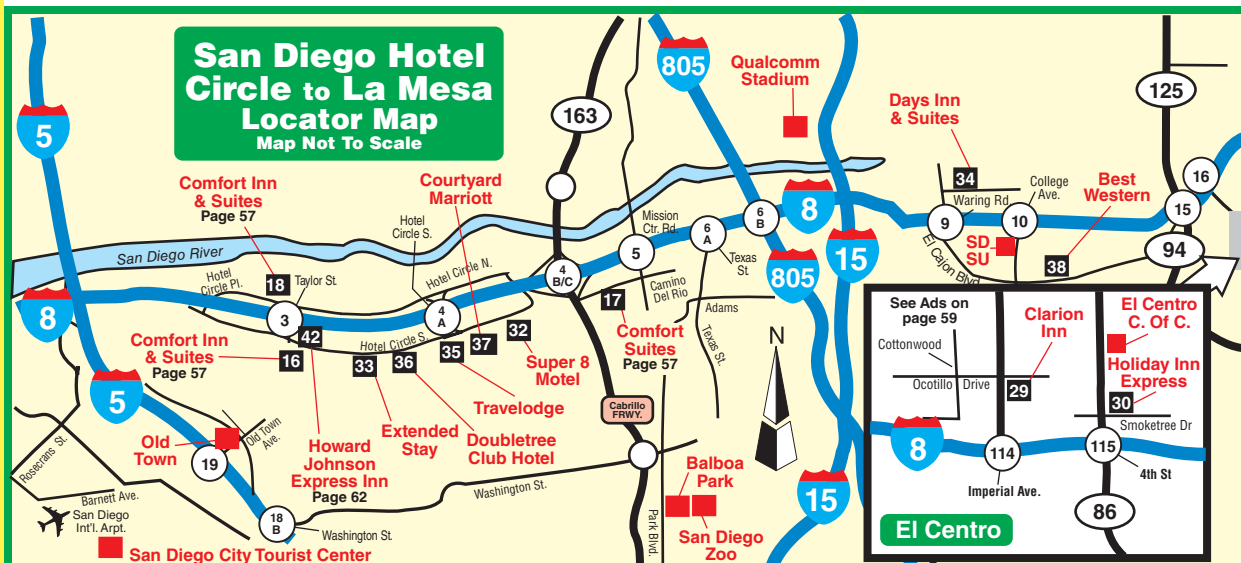 San Diego Hotel
Circle to La Mesa
Locator Map
Map Not To Scale
5
163
805
Qualcomm
Stadium
125
Days Inn
& Suites
34
Waring Rd.
College
Ave.
Best
Western
16
15
94
9
10
SD
SU
38
El Cajon Blvd.
Comfort Inn
& Suites
Page 57
18
Courtyard
Marriott
Hotel
Circle S.
San Diego River
Hotel
Circle Pl.
Taylor St.
Hotel Circle N.
Mission
Ctr. Rd.
5
6
A
6
B
8
15
805
Texas
St.
4
B/C
Camino
Del Rio
Adams
Texas St.
8
3
4
A
42
16
Comfort Inn
& Suites
Page 57
Hotel Circle S.
33
36
35
37
32
17
Comfort
Suites
Page 57
Super 8
Motel
Travelodge
Doubletree
Club Hotel
Extended
Stay
Howard
Johnson
Express Inn
Page 62
5
Old
Town
Old Town
Ave.
19
Rosecrans St.
Barnett Ave.
San Diego
Int'l. Arpt.
18
B
Washington St.
Washington St.
San Diego City Tourist Center
Cabrillo
FRWY.
N
Balboa
Park
San Diego
Zoo
Park Blvd.
15
See Ads on
page 59
Cottonwood
Ocotillo Drive
Clarion
Inn
29
El Centro
C. Of C.
Holiday Inn
Express
30
Smoketree Dr
8
114
115
Imperial Ave.
4th St
86
El Centro